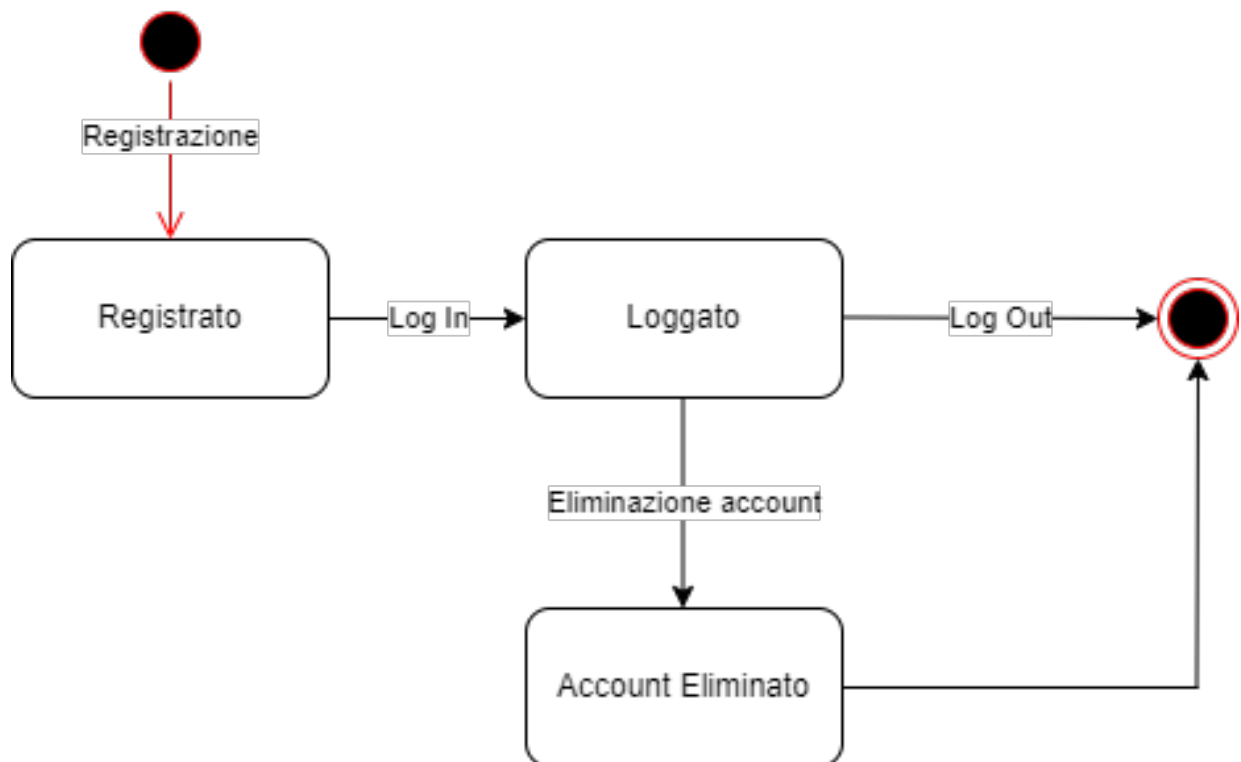 Registrazione
Registrato
Log In
Loggato
Log Out
Eliminazione account
Account Eliminato